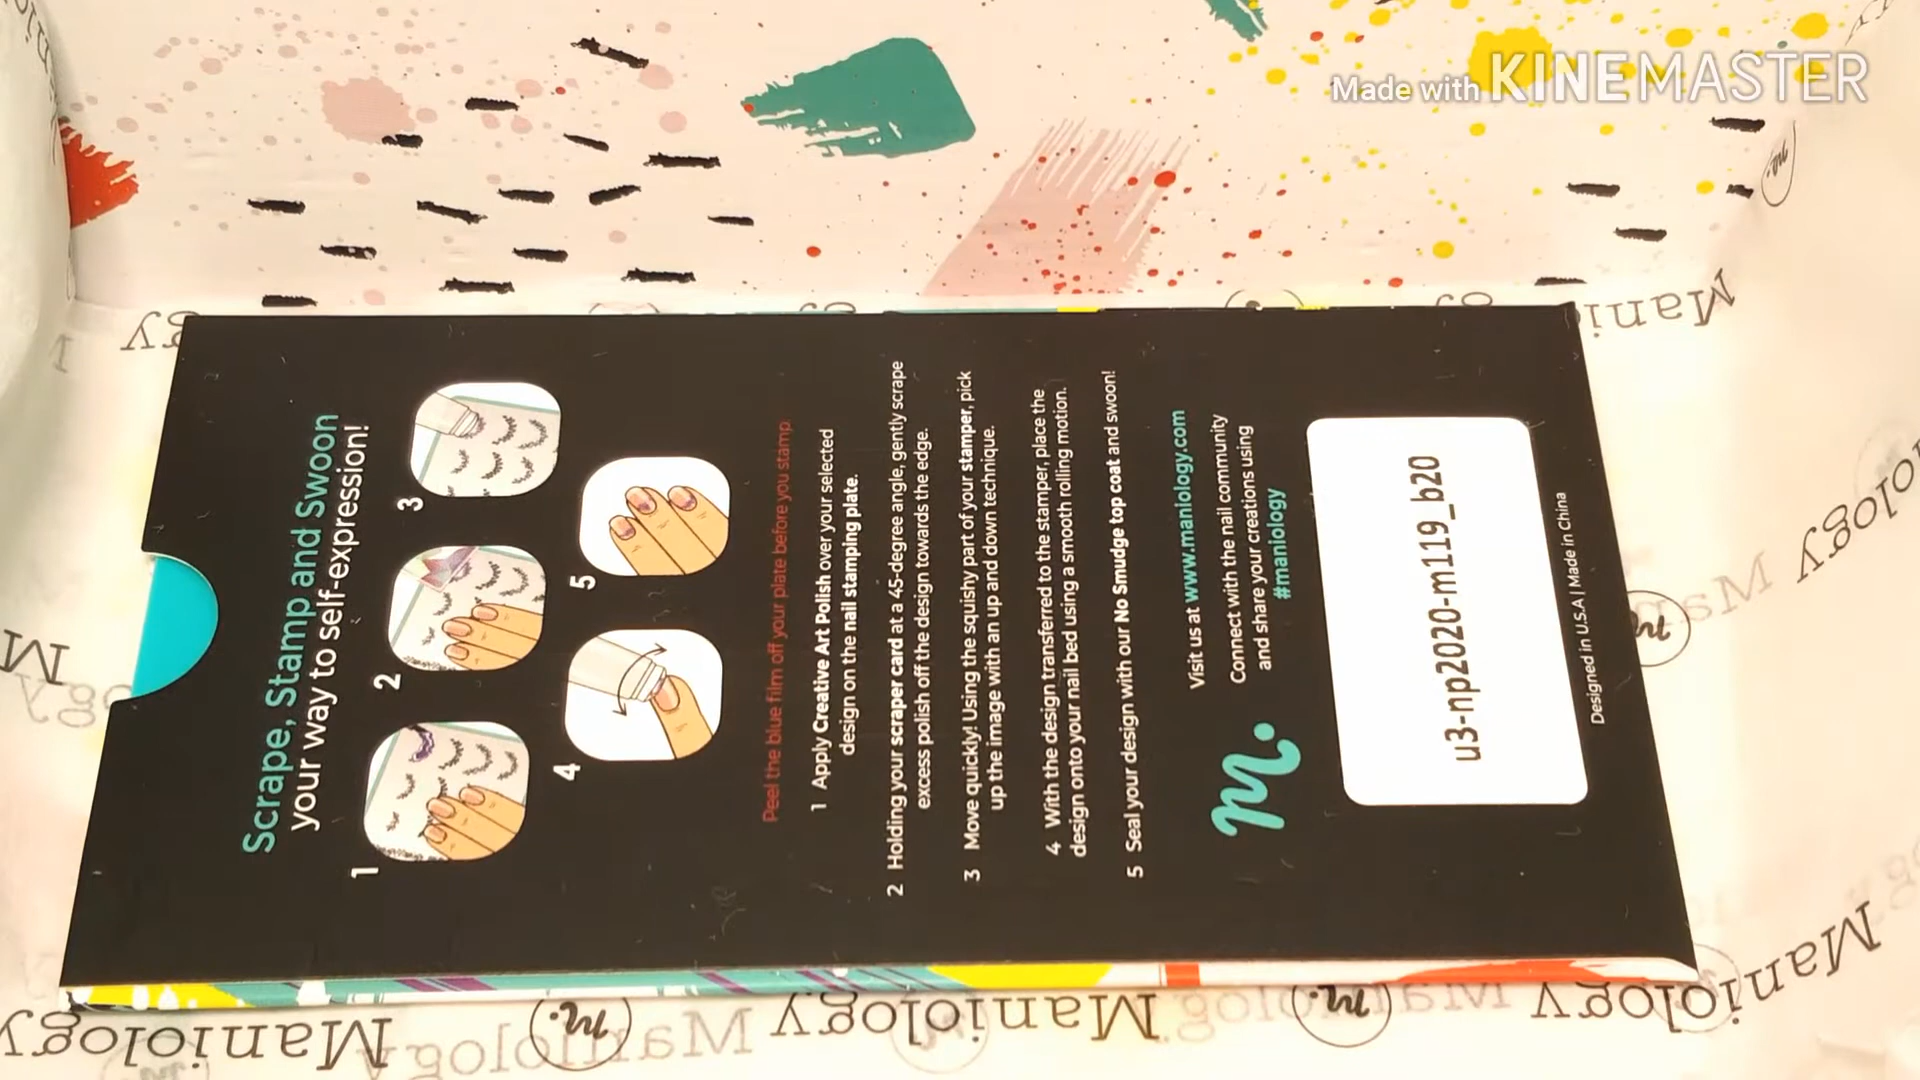 Made with KINEMASTER
Scrape, Stamp and Swoon
your way to self-expression!
1
2
3
4
5
Peel the blue film off your plate before you stamp.
1 Apply Creative Art Polish over your selected
design on the nail stamping plate.
2 Holding your scraper card at a 45-degree angle, gently scrape
excess polish off the design towards the edge.
3 Move quickly! Using the squishy part of your stamper, pick
up the image with an up and down technique.
4 With the design transferred to the stamper, place the
design onto your nail bed using a smooth rolling motion.
5 Seal your design with our No Smudge top coat and swoon!
m.
Visit us at www.maniology.com
Connect with the nail community
and share your creations using
#maniology
u3-np2020-m119_b20
Designed in U.S.A | Made in China
Maniology
m.
Maniology
m.
Maniology